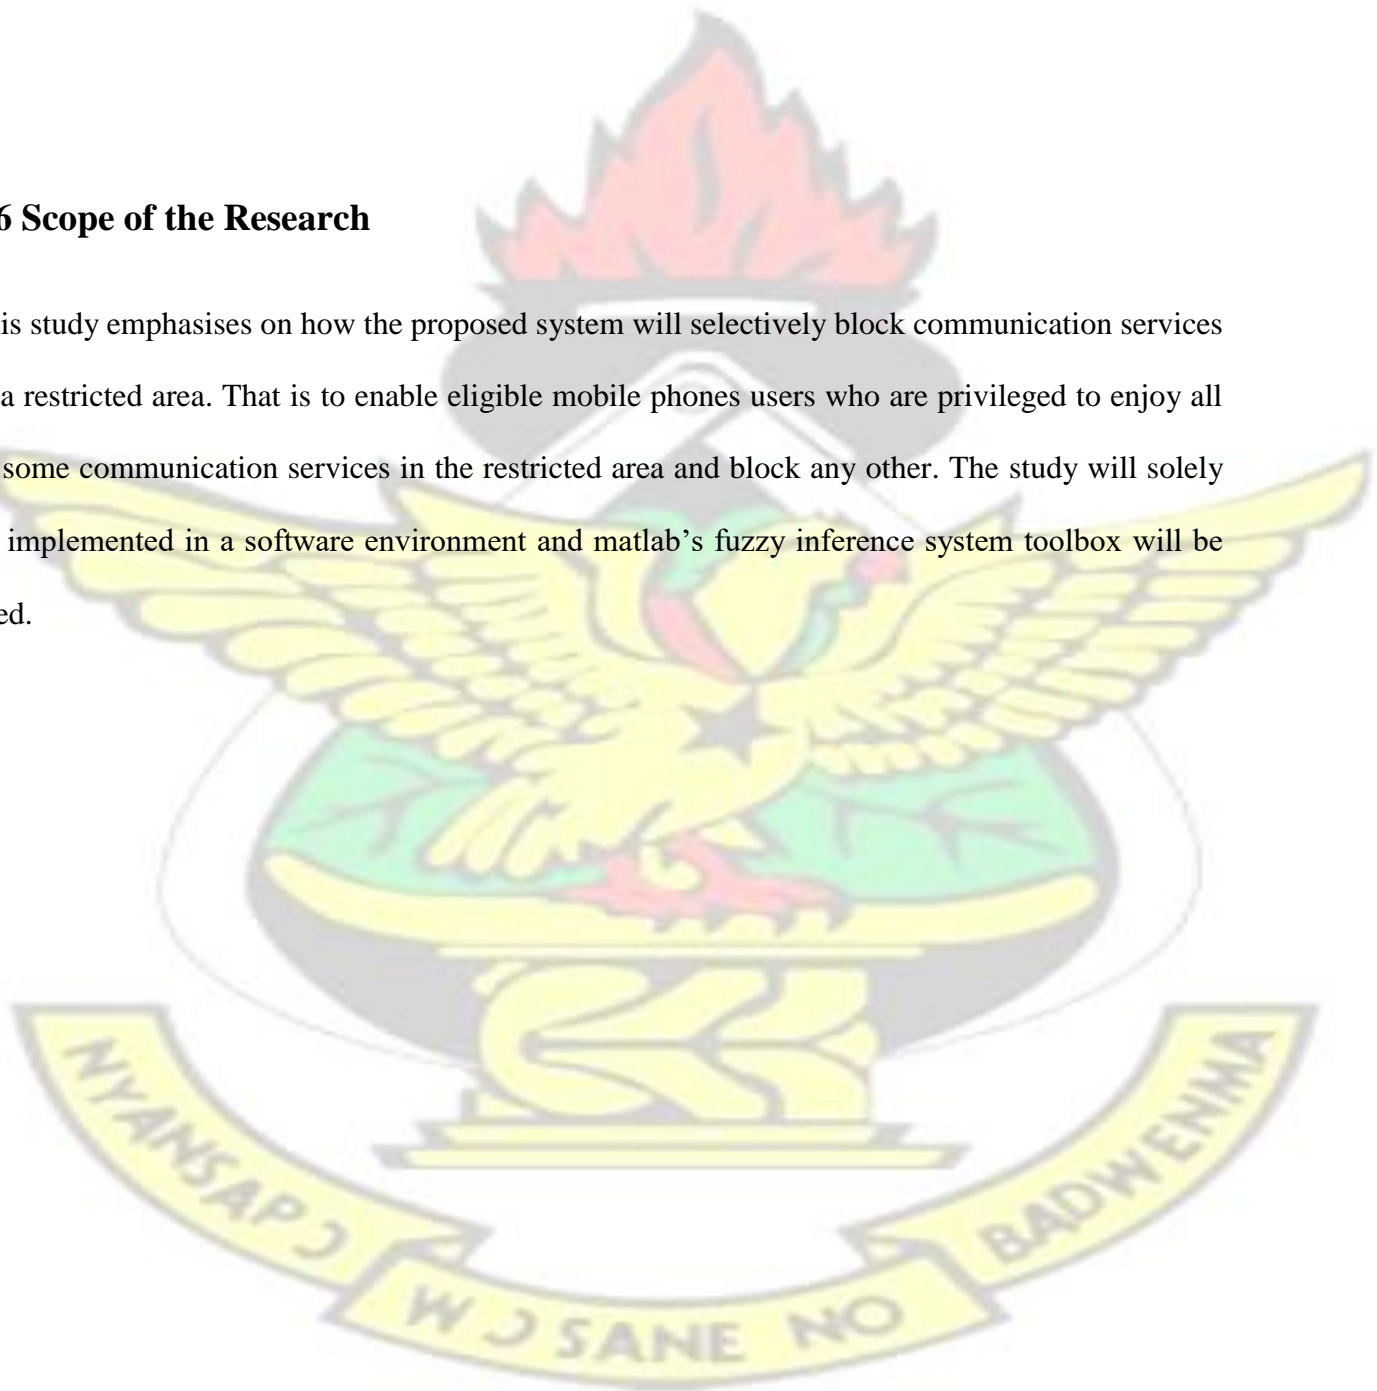 6 Scope of the Research
is study emphasises on how the proposed system will selectively block communication services
a restricted area. That is to enable eligible mobile phones users who are privileged to enjoy all
some communication services in the restricted area and block any other. The study will solely
implemented in a software environment and matlab’s fuzzy inference system toolbox will be
ed.
NYANSAPƆ
WƆSANE NO
BADWENMA